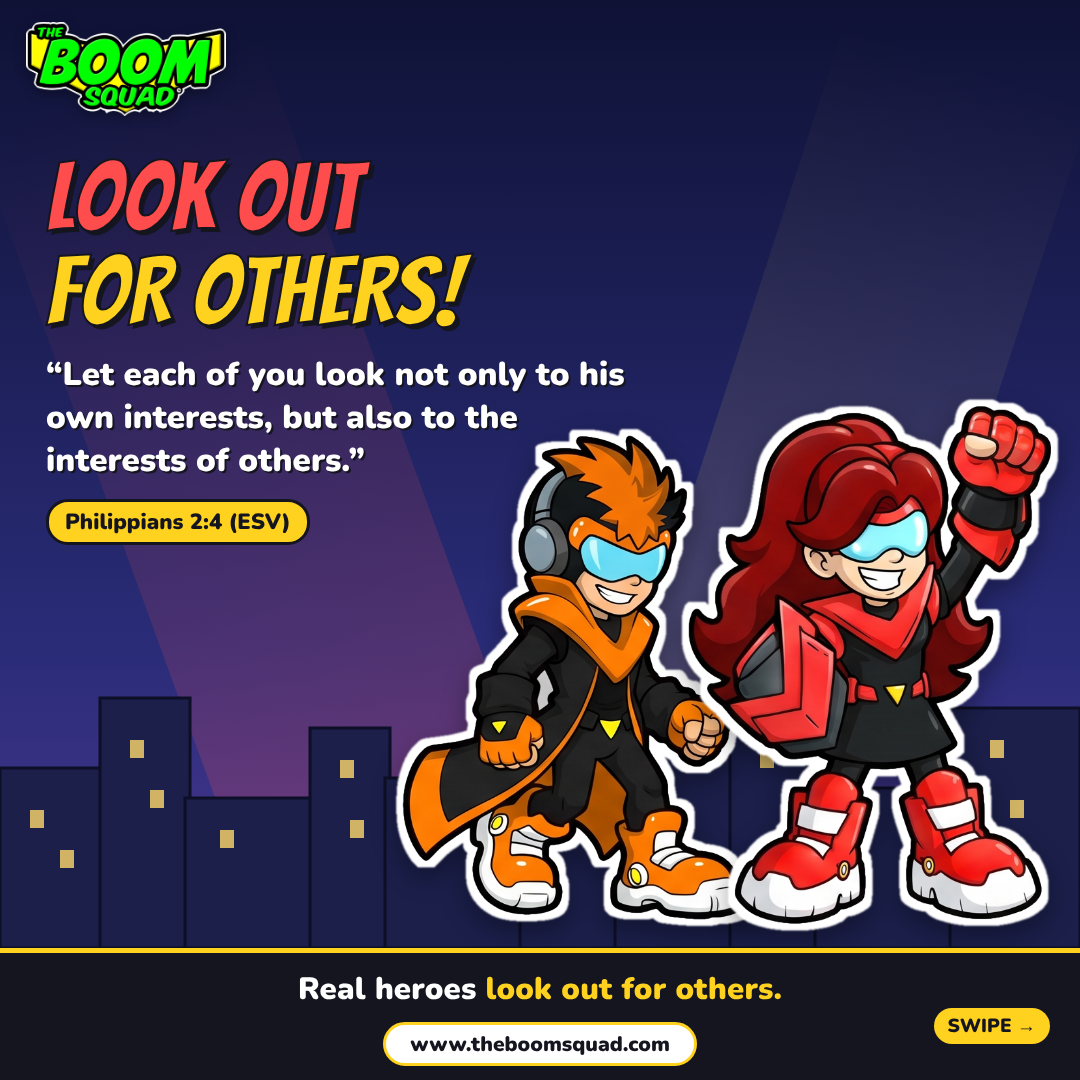 THE
BOOM
SQUAD
LOOK OUT
FOR OTHERS!
“Let each of you look not only to his
own interests, but also to the
interests of others.”
Philippians 2:4 (ESV)
Real heroes look out for others.
www.theboomsquad.com
SWIPE →